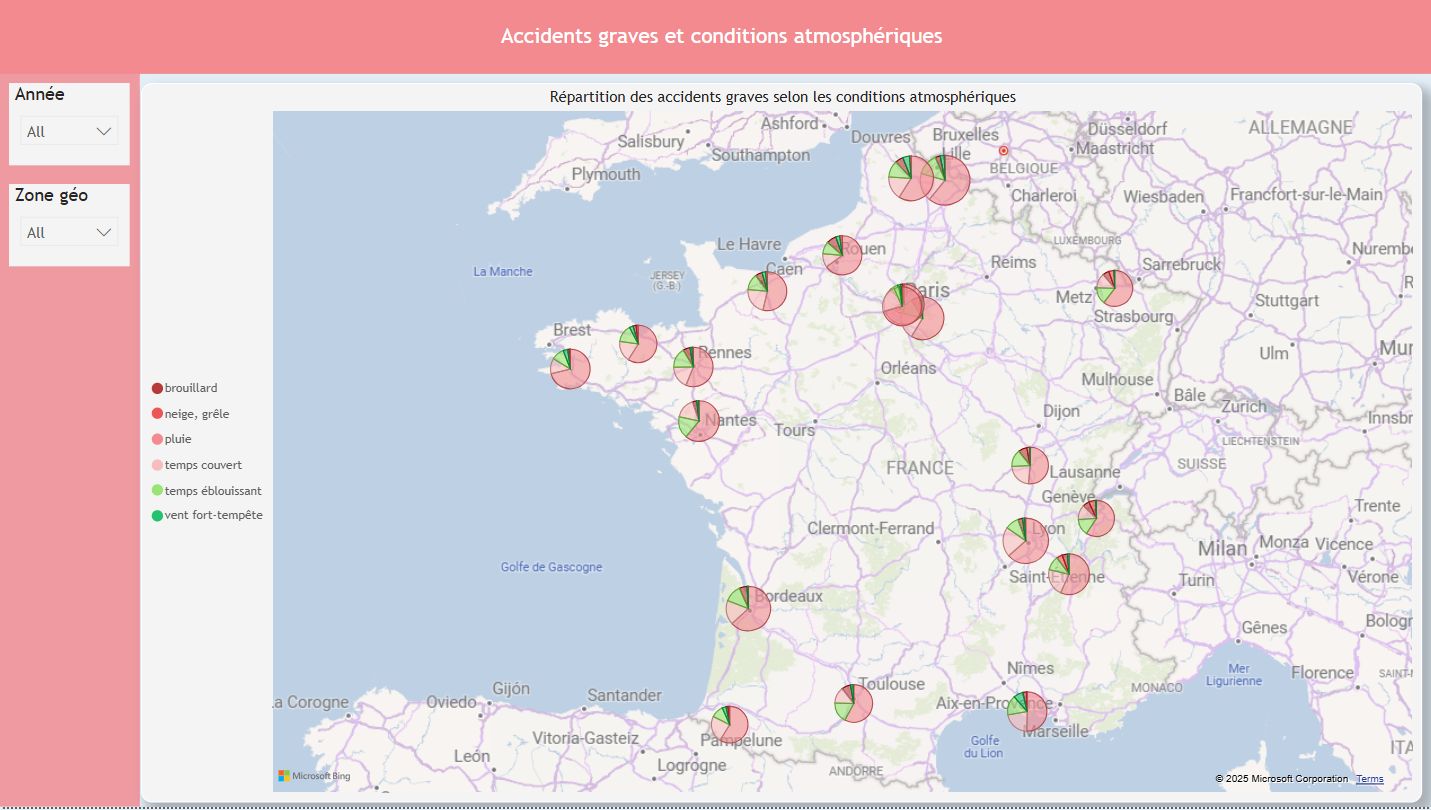 Accidents graves et conditions atmosphériques
Année
All
Zone géo
All
Répartition des accidents graves selon les conditions atmosphériques
brouillard
neige, grêle
pluie
temps couvert
temps éblouissant
vent fort-tempête
Ashford
Salisbury
Southampton
Plymouth
Douvres
Bruxelles
Lille
BELGIQUE
Charleroi
Düsseldorf
Maastricht
ALLEMAGNE
Wiesbaden
Francfort-sur-le-Main
LUXEMBOURG
Le Havre
Rouen
Caen
JERSEY
(G.-B.)
La Manche
Reims
Sarrebruck
Nuremb
Metz
Paris
Strasbourg
Stuttgart
R
Brest
Rennes
Orléans
Ulm
Mur
Mulhouse
Bâle
Zurich
Innsbr
LIECHTENSTEIN
Nantes
Tours
Dijon
FRANCE
Lausanne
SUISSE
Genève
Trente
Clermont-Ferrand
Lyon
Milan
Monza
Vicence
Vérone
Saint-Étienne
Turin
Golfe de Gascogne
Bordeaux
Gênes
Bologn
Nîmes
Mer
Ligurienne
Florence
SAINT-
MONACO
Toulouse
Aix-en-Provence
Marseille
La Corogne
Oviedo
Gijón
Santander
Vitoria-Gasteiz
Pampelune
León
Logrogne
ANDORRE
Golfe
du Lion
ITA
Microsoft Bing
© 2025 Microsoft Corporation Terms